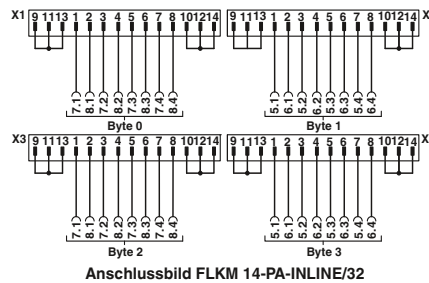 X1 9 11 13 1 2 3 4 5 6 7 8 10 12 14
9 11 13 1 2 3 4 5 6 7 8 10 12 14 X
7.1 8.1 7.2 8.2 7.3 8.3 7.4 8.4
5.1 6.1 5.2 6.2 5.3 6.3 5.4 6.4
Byte 0
Byte 1
X3 9 11 13 1 2 3 4 5 6 7 8 10 12 14
9 11 13 1 2 3 4 5 6 7 8 10 12 14 X
7.1 8.1 7.2 8.2 7.3 8.3 7.4 8.4
5.1 6.1 5.2 6.2 5.3 6.3 5.4 6.4
Byte 2
Byte 3
Anschlussbild FLKM 14-PA-INLINE/32